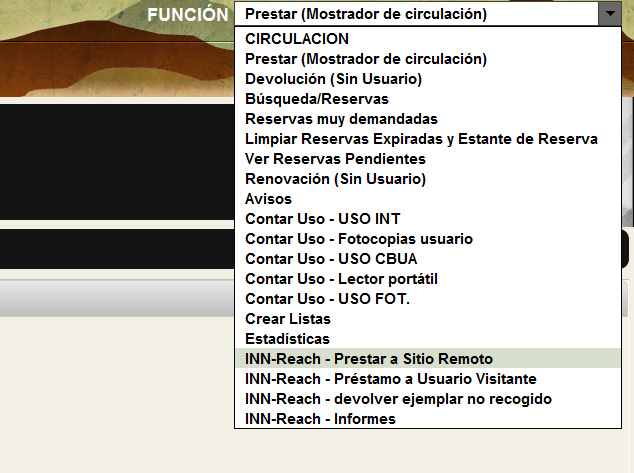 FUNCIÓN Prestar (Mostrador de circulación)
CIRCULACION
Prestar (Mostrador de circulación)
Devolución (Sin Usuario)
Búsqueda/Reservas
Reservas muy demandadas
Limpiar Reservas Expiradas y Estante de Reserva
Ver Reservas Pendientes
Renovación (Sin Usuario)
Avisos
Contar Uso - USO INT
Contar Uso - Fotocopias usuario
Contar Uso - USO CBUA
Contar Uso - Lector portátil
Contar Uso - USO FOT.
Crear Listas
Estadísticas
INN-Reach - Prestar a Sitio Remoto
INN-Reach - Préstamo a Usuario Visitante
INN-Reach - devolver ejemplar no recogido
INN-Reach - Informes